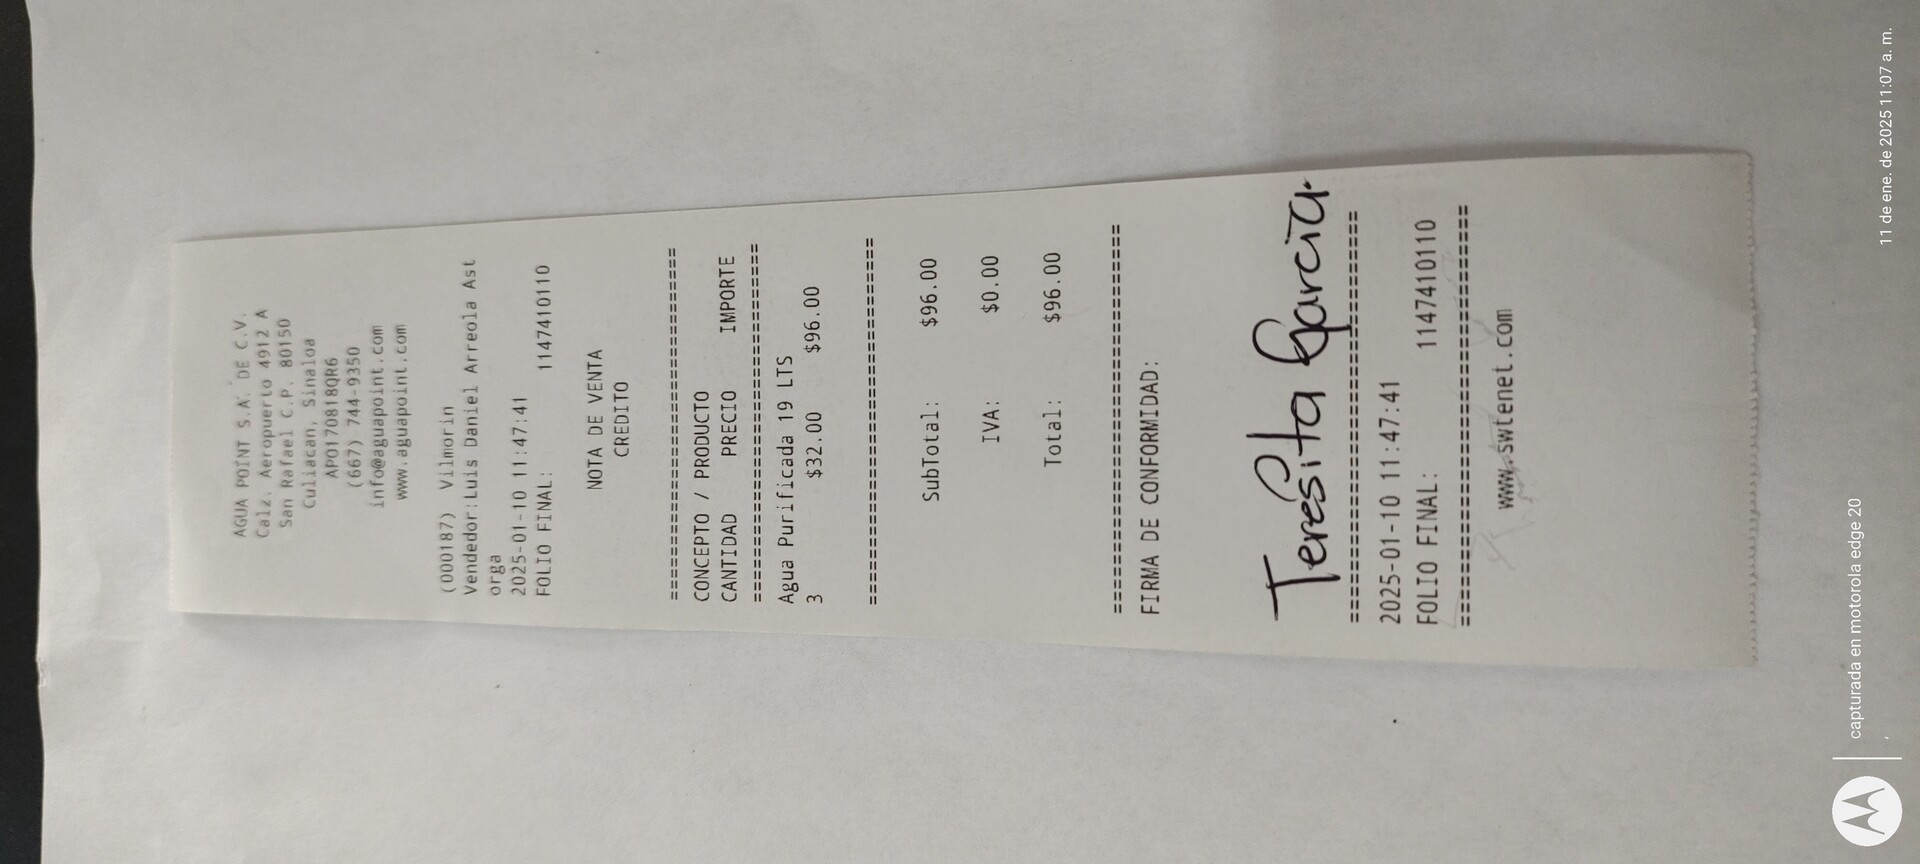 AGUA POINT S.A. DE C.V.
Calz. Aeropuerto 4912 A
San Rafael C.P. 80150
Culiacan, Sinaloa
APO170818QR6
(667) 744-9350
info@aguapoint.com
www.aguapoint.com
(000187) Vilmorin
Vendedor:Luis Daniel Arreola Ast
orga
2025-01-10 11:47:41
FOLIO FINAL: 1147410110
NOTA DE VENTA
CREDITO
================================
CONCEPTO / PRODUCTO
CANTIDAD PRECIO IMPORTE
================================
Agua Purificada 19 LTS
3 $32.00 $96.00
================================
SubTotal: $96.00
IVA: $0.00
Total: $96.00
================================
FIRMA DE CONFORMIDAD:
Teresita Garcia
================================
2025-01-10 11:47:41
FOLIO FINAL: 1147410110
================================
www.swtenet.com
capturada en motorola edge 20
11 de ene. de 2025 11:07 a. m.